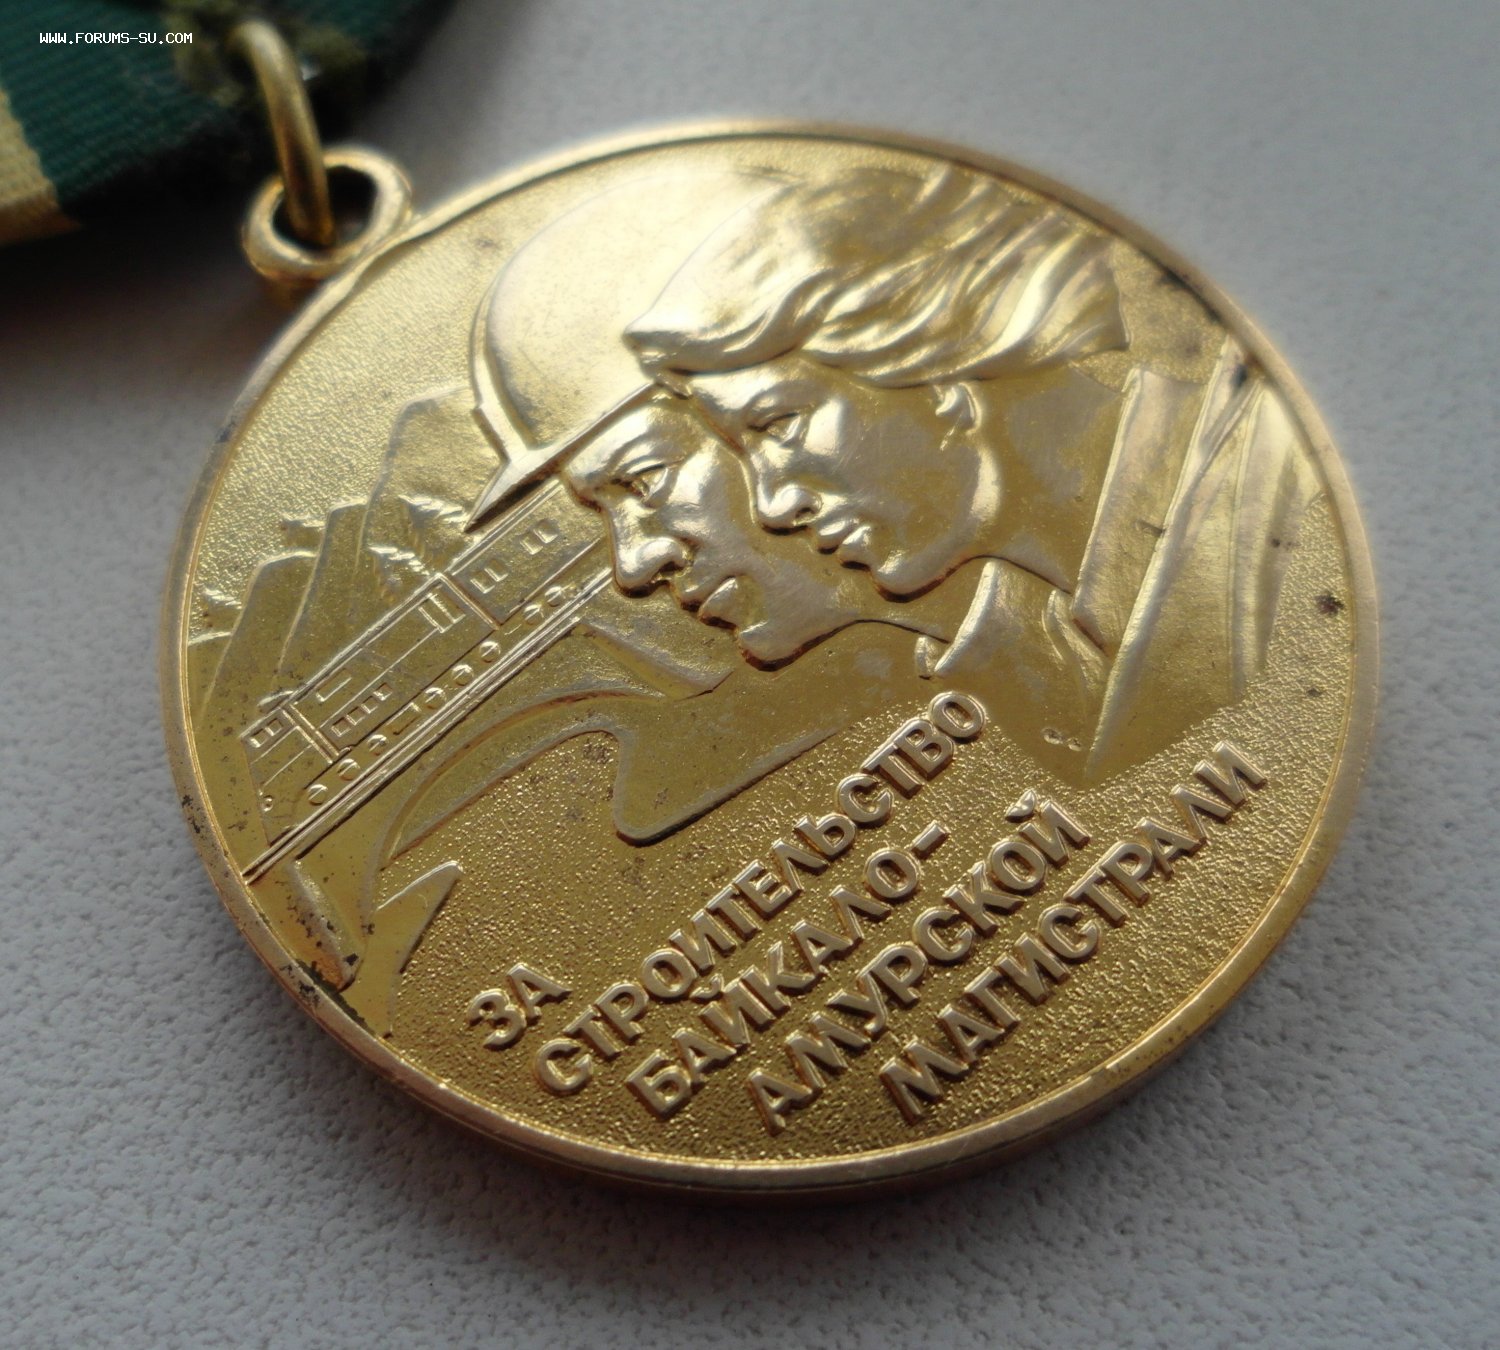 WWW.FORUMS-SU.COM
ЗА
СТРОИТЕЛЬСТВО
БАЙКАЛО-
АМУРСКОЙ
МАГИСТРАЛИ